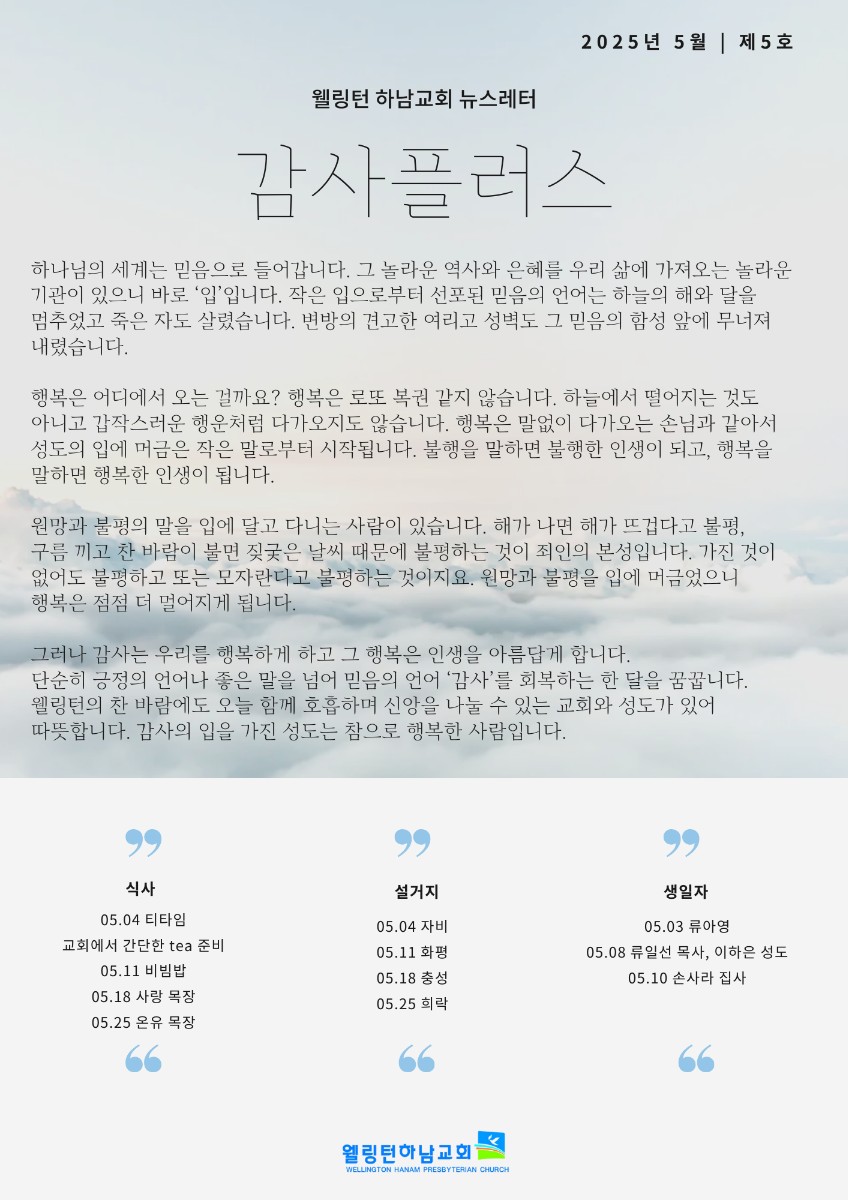 2025년 5월 | 제5호
웰링턴 하남교회 뉴스레터
감사플러스
하나님의 세계는 믿음으로 들어갑니다. 그 놀라운 역사와 은혜를 우리 삶에 가져오는 놀라운
기관이 있으니 바로 ‘입’입니다. 작은 입으로부터 선포된 믿음의 언어는 하늘의 해와 달을
멈추었고 죽은 자도 살렸습니다. 변방의 견고한 여리고 성벽도 그 믿음의 함성 앞에 무너져
내렸습니다.
행복은 어디에서 오는 걸까요? 행복은 로또 복권 같지 않습니다. 하늘에서 떨어지는 것도
아니고 갑작스러운 행운처럼 다가오지도 않습니다. 행복은 말없이 다가오는 손님과 같아서
성도의 입에 머금은 작은 말로부터 시작됩니다. 불행을 말하면 불행한 인생이 되고, 행복을
말하면 행복한 인생이 됩니다.
원망과 불평의 말을 입에 달고 다니는 사람이 있습니다. 해가 나면 해가 뜨겁다고 불평,
구름 끼고 찬 바람이 불면 짖궂은 날씨 때문에 불평하는 것이 죄인의 본성입니다. 가진 것이
없어도 불평하고 또는 모자란다고 불평하는 것이지요. 원망과 불평을 입에 머금었으니
행복은 점점 더 멀어지게 됩니다.
그러나 감사는 우리를 행복하게 하고 그 행복은 인생을 아름답게 합니다.
단순히 긍정의 언어나 좋은 말을 넘어 믿음의 언어 ‘감사’를 회복하는 한 달을 꿈꿉니다.
웰링턴의 찬 바람에도 오늘 함께 호흡하며 신앙을 나눌 수 있는 교회와 성도가 있어
따뜻합니다. 감사의 입을 가진 성도는 참으로 행복한 사람입니다.
식사
05.04 티타임
교회에서 간단한 tea 준비
05.11 비빔밥
05.18 사랑 목장
05.25 온유 목장
설거지
05.04 자비
05.11 화평
05.18 충성
05.25 희락
생일자
05.03 류아영
05.08 류일선 목사, 이하은 성도
05.10 손사라 집사
웰링턴하남교회
WELLINGTON HANAM PRESBYTERIAN CHURCH